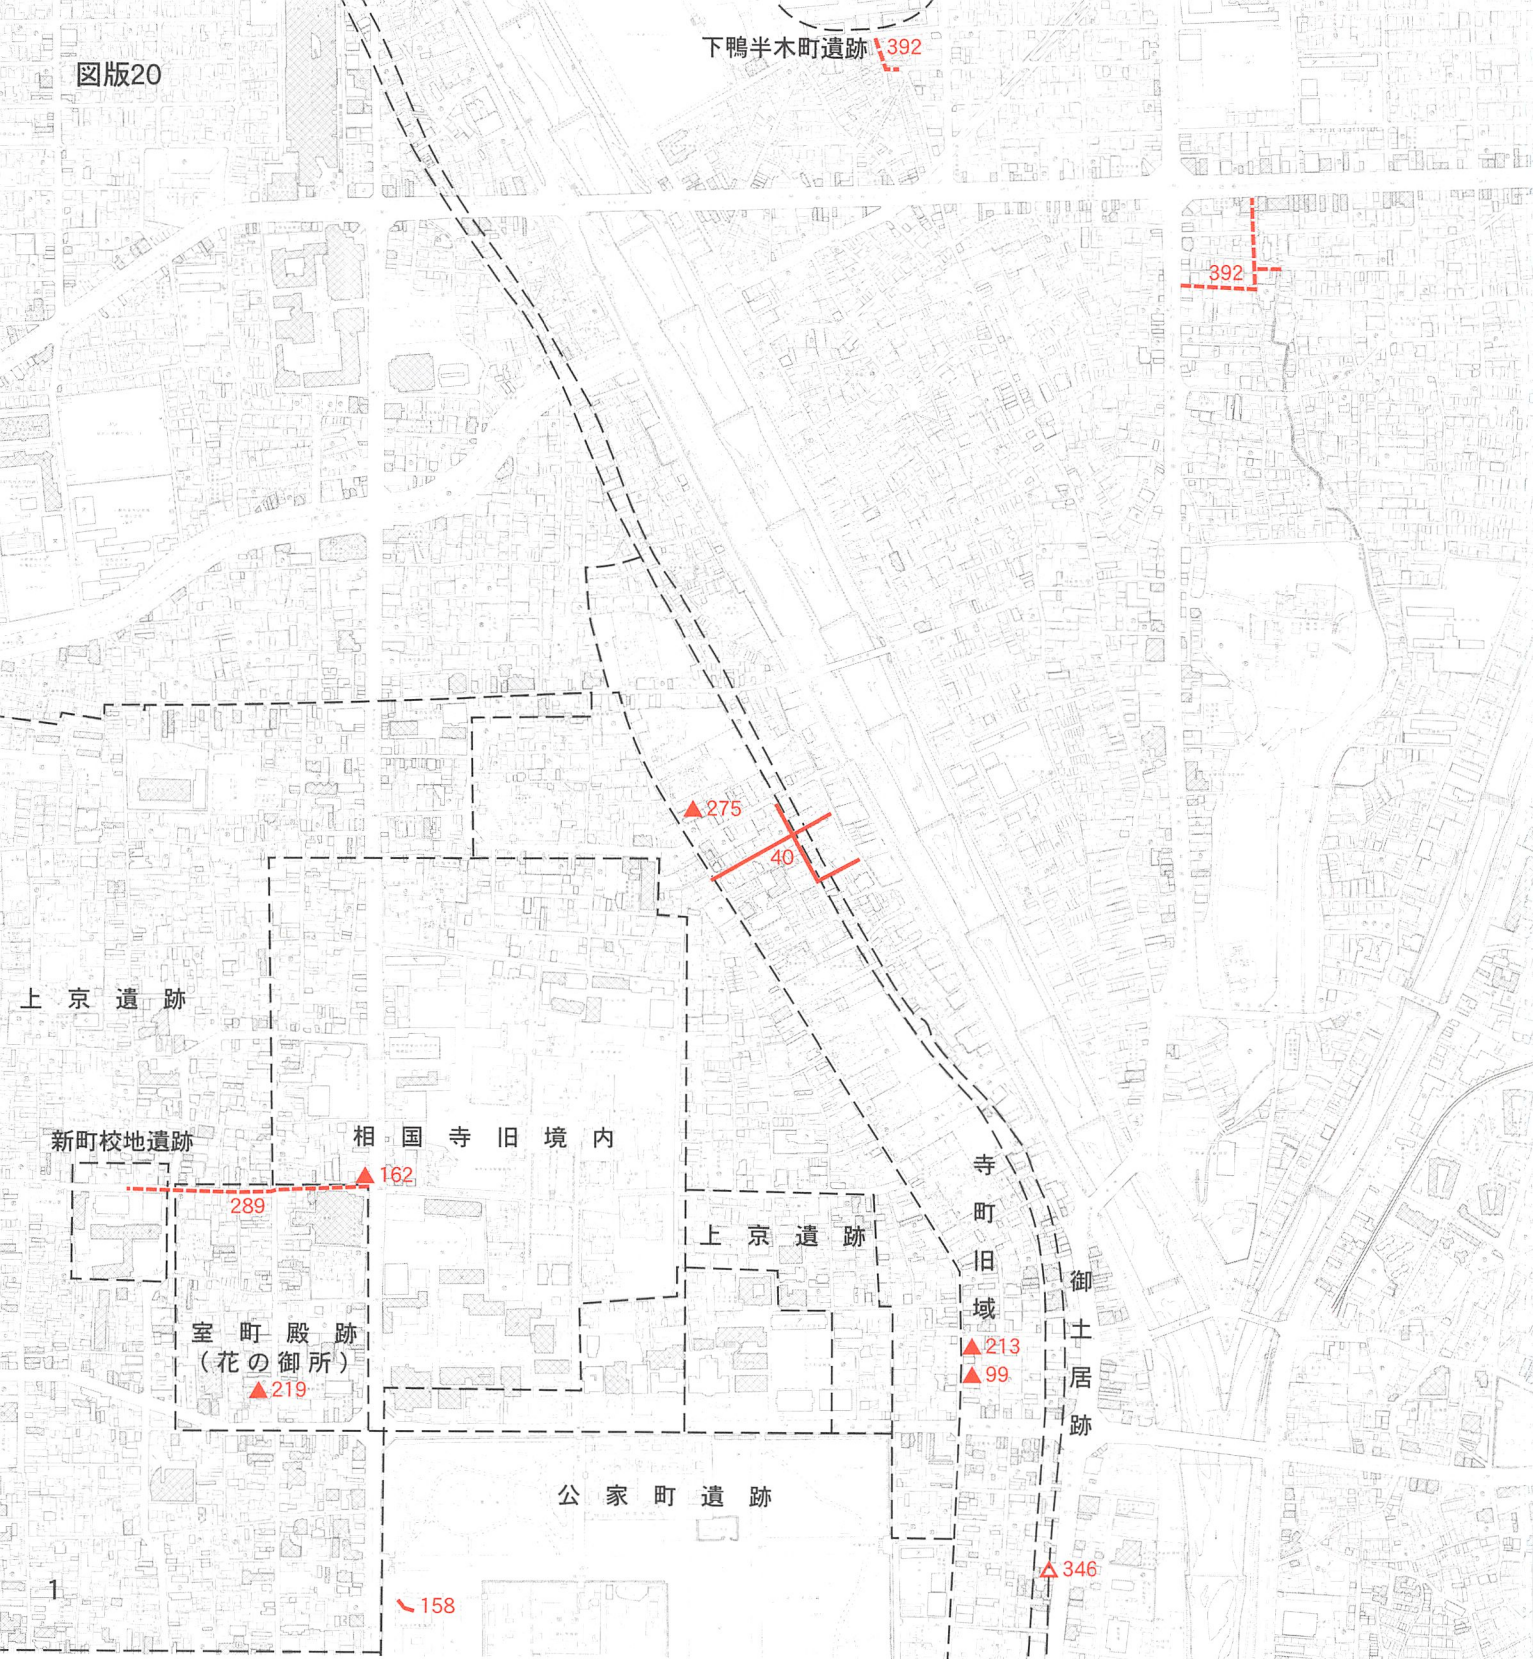 図版20
下鴨半木町遺跡
392
392
275
40
上京遺跡
新町校地遺跡
相国寺旧境内
162
289
上京遺跡
寺町旧域
御土居跡
室町殿跡
(花の御所)
219
213
99
公家町遺跡
346
158
1